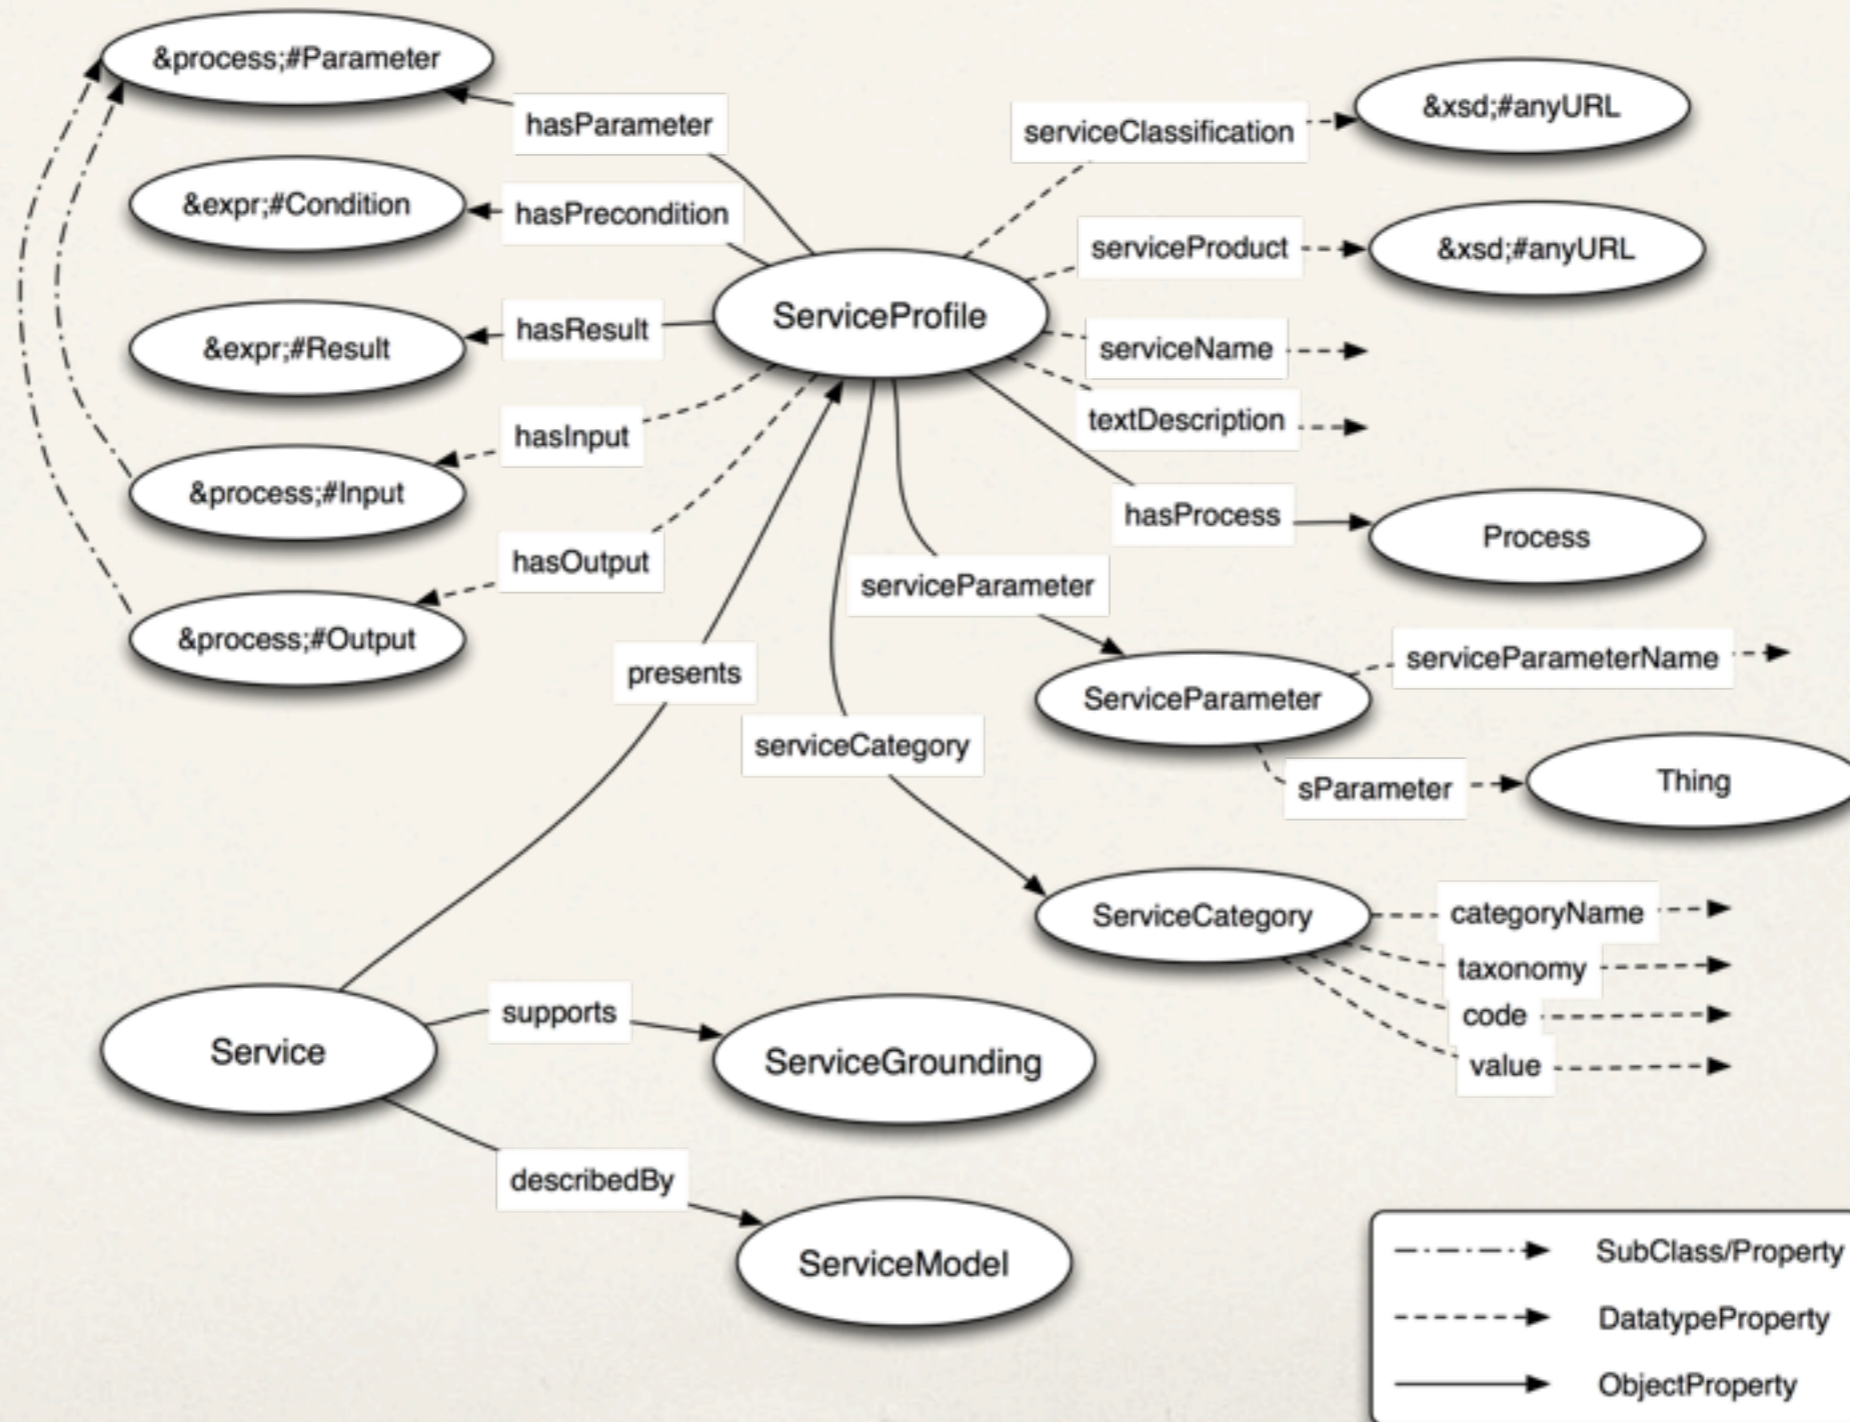 &process;#Parameter
hasParameter
serviceClassification
&xsd;#anyURL
&expr;#Condition
hasPrecondition
serviceProduct
&xsd;#anyURL
ServiceProfile
&expr;#Result
hasResult
serviceName
hasInput
textDescription
&process;#Input
hasProcess
Process
hasOutput
serviceParameter
&process;#Output
presents
serviceParameterName
ServiceParameter
serviceCategory
sParameter
Thing
ServiceCategory
categoryName
taxonomy
code
value
Service
supports
ServiceGrounding
describedBy
ServiceModel
SubClass/Property
DatatypeProperty
ObjectProperty